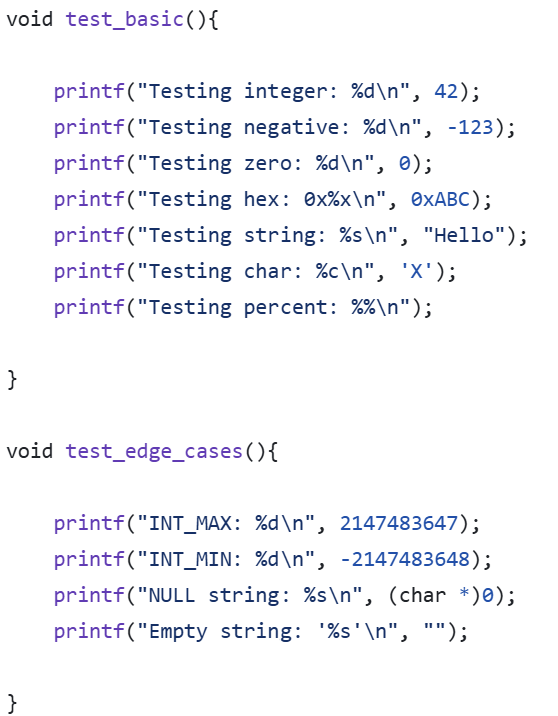 void test_basic(){
    printf("Testing integer: %d\n", 42);
    printf("Testing negative: %d\n", -123);
    printf("Testing zero: %d\n", 0);
    printf("Testing hex: 0x%x\n", 0xABC);
    printf("Testing string: %s\n", "Hello");
    printf("Testing char: %c\n", 'X');
    printf("Testing percent: %%\n");
}
void test_edge_cases(){
    printf("INT_MAX: %d\n", 2147483647);
    printf("INT_MIN: %d\n", -2147483648);
    printf("NULL string: %s\n", (char *)0);
    printf("Empty string: '%s'\n", "");
}